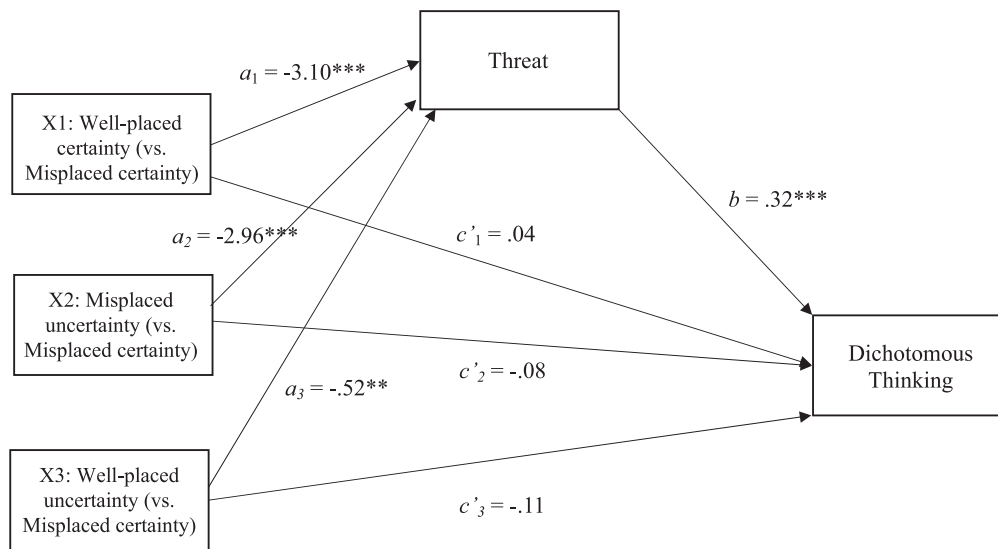 Threat
a1 = -3.10***
X1: Well-placed
certainty (vs.
Misplaced certainty)
b = .32***
a2 = -2.96***
c’1 = .04
X2: Misplaced
uncertainty (vs.
Misplaced certainty)
Dichotomous
Thinking
c’2 = -.08
a3 = -.52**
X3: Well-placed
uncertainty (vs.
Misplaced certainty)
c’3 = -.11